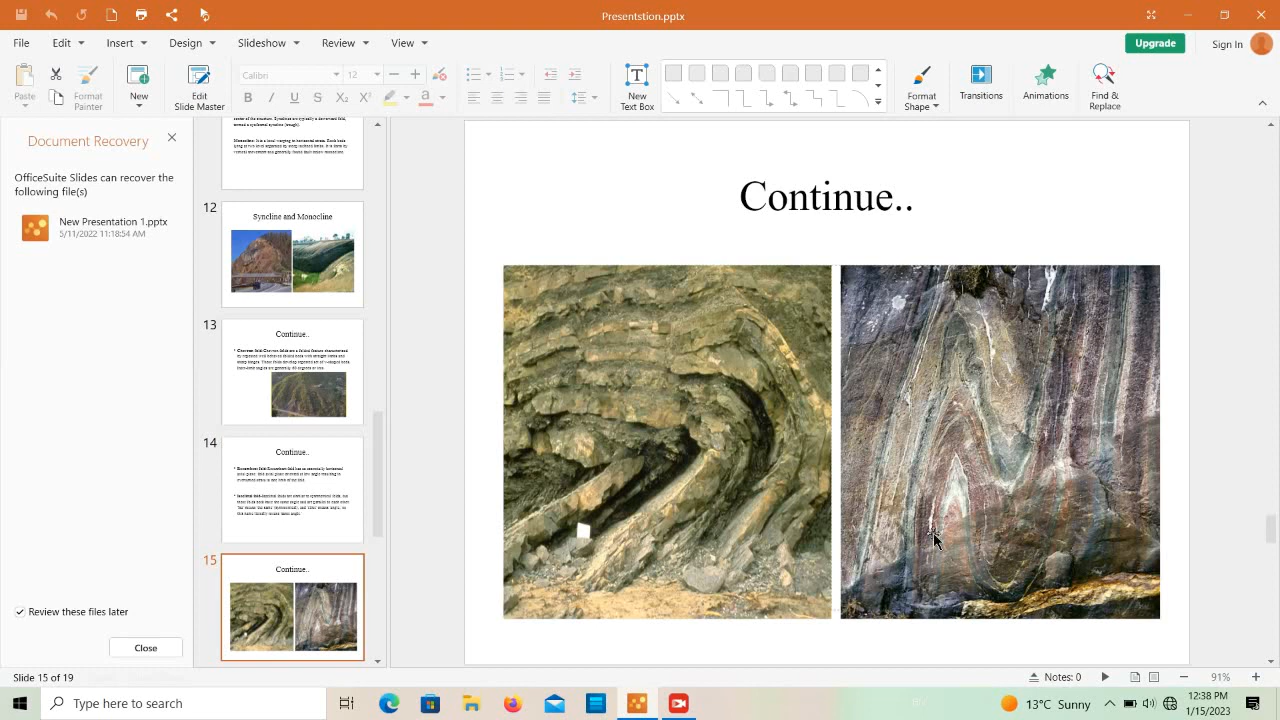 Presentstion.pptx
File Edit Insert Design Slideshow Review View Upgrade Sign In
Paste Format Painter New Edit Slide Master Calibri 12 B I U S X₂ X² New Text Box Format Shape Transitions Animations Find & Replace
ment Recovery
OfficeSuite Slides can recover the
following file(s)
New Presentation 1.pptx
5/11/2022 11:18:54 AM
Review these files later
Close
12
Syncline and Monocline
13
Continue..
14
Continue..
15
Continue..
Continue..
Slide 15 of 19 Notes: 0 91%
Type here to search 13°C Sunny 12:38 PM
1/15/2023